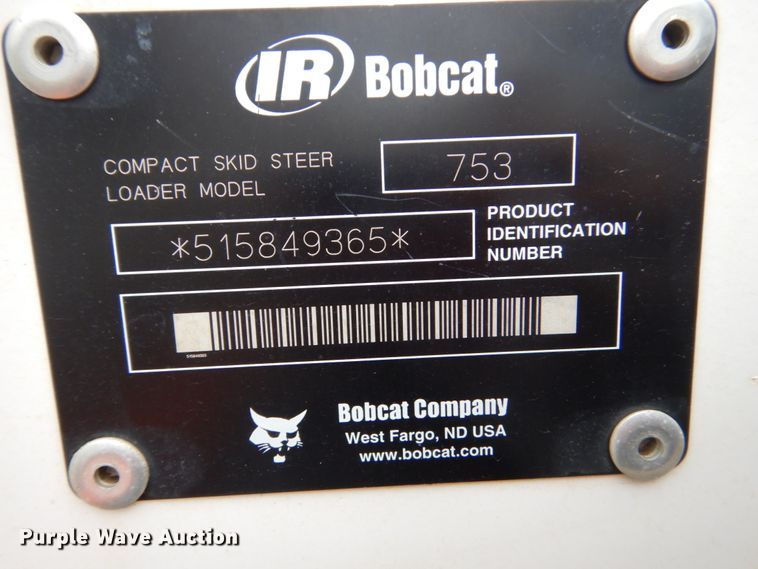 IR Bobcat®
COMPACT SKID STEER
LOADER MODEL
753
*515849365*
PRODUCT
IDENTIFICATION
NUMBER
515849365
Bobcat Company
West Fargo, ND USA
www.bobcat.com
Purple Wave Auction